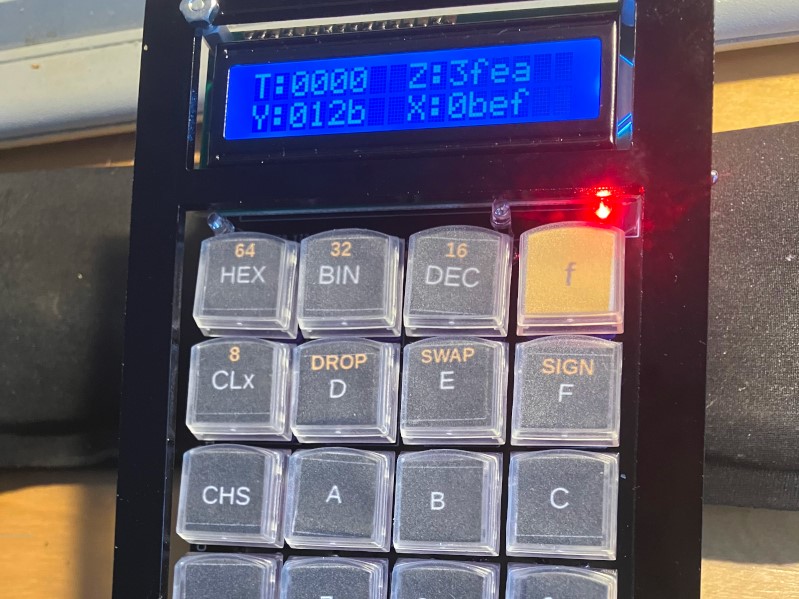 T:0000 Z:3fea
Y:012b X:0bef
64 32 16
HEX BIN DEC f
8 DROP SWAP SIGN
CLx D E F
CHS A B C